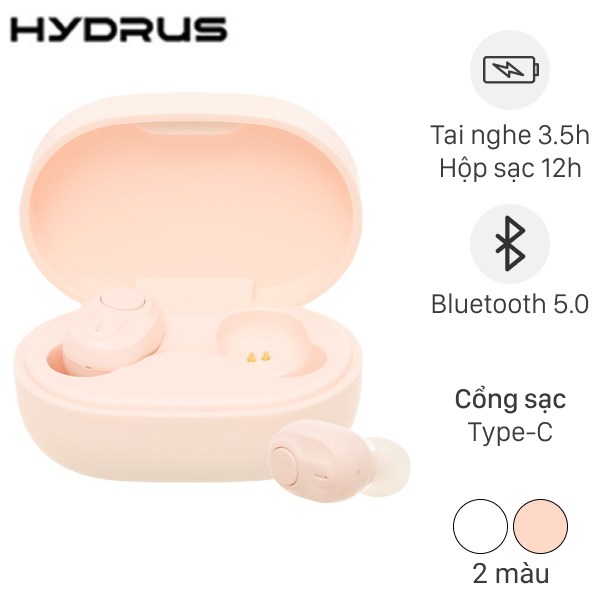 HYDRUS
Tai nghe 3.5h
Hộp sạc 12h
Bluetooth 5.0
Cổng sạc
Type-C
2 màu